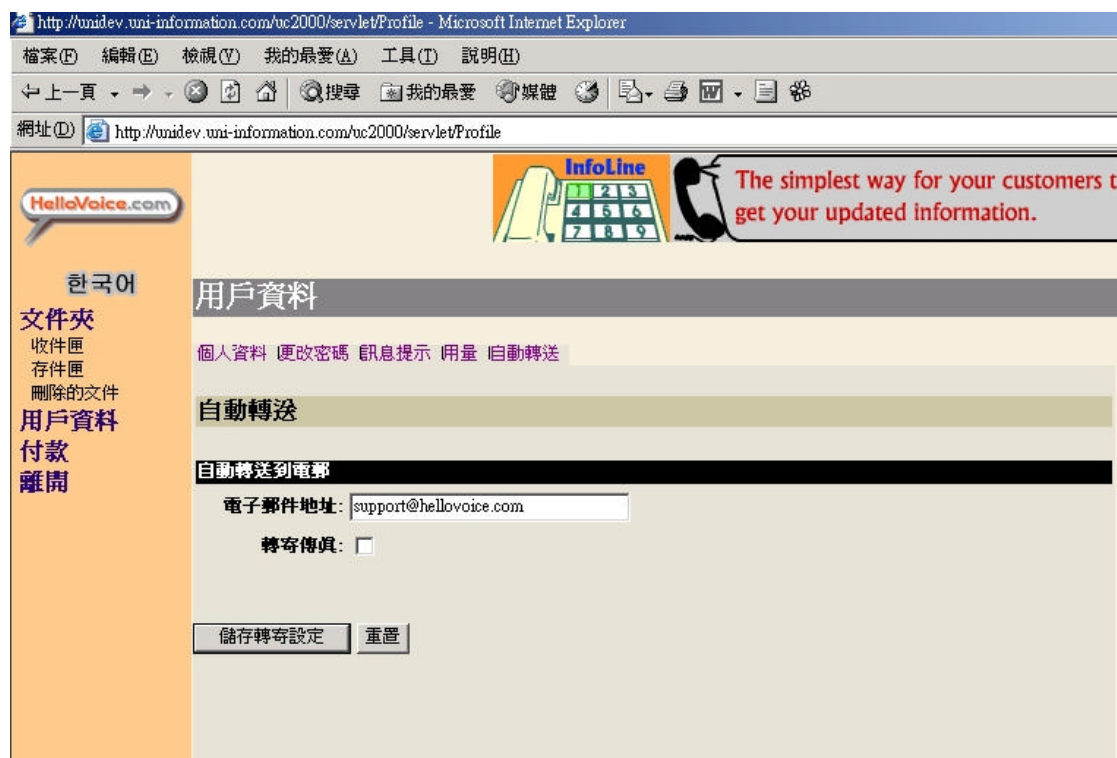 http://unidev.uni-information.com/uc2000/servlet/Profile - Microsoft Internet Explorer
檔案(F) 編輯(E) 檢視(V) 我的最愛(A) 工具(T) 說明(H)
上一頁 搜尋 我的最愛 媒體
網址(D) http://unidev.uni-information.com/uc2000/servlet/Profile
InfoLine
1 2 3
4 5 6
7 8 9
The simplest way for your customers t
get your updated information.
HelloVoice.com
한국어
文件夾
收件匣
存件匣
刪除的文件
用戶資料
付款
離開
用戶資料
個人資料 |更改密碼 |訊息提示 |用量 |自動轉送
自動轉送
自動轉送到電郵
電子郵件地址: support@hellovoice.com
轉寄傳真:
儲存轉寄設定 重置